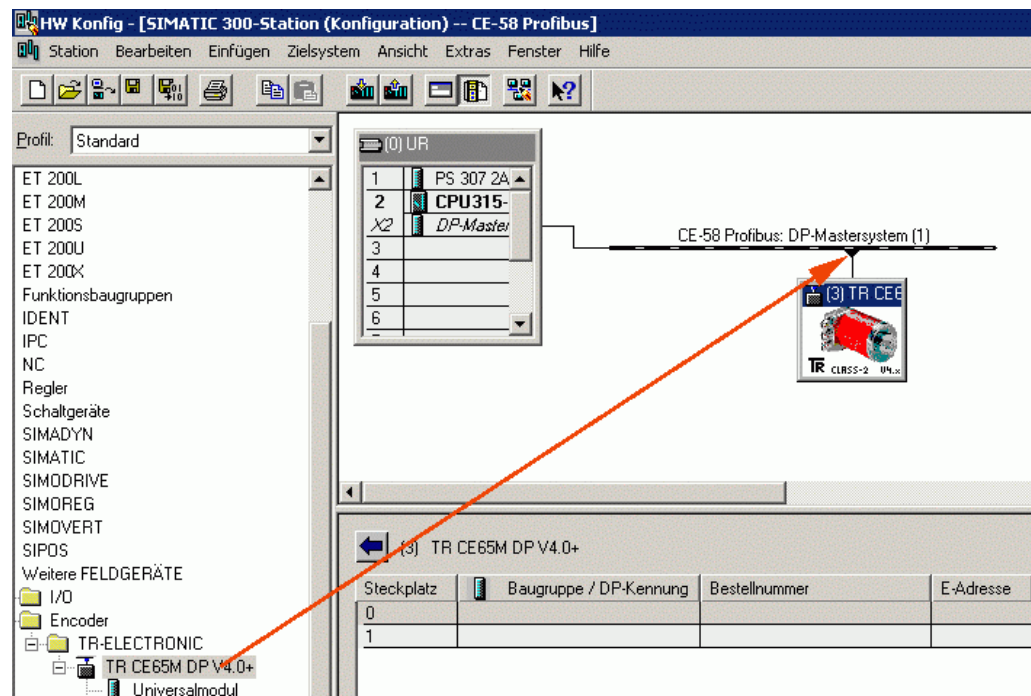 HW Konfig - [SIMATIC 300-Station (Konfiguration) -- CE-58 Profibus]
Station Bearbeiten Einfügen Zielsystem Ansicht Extras Fenster Hilfe
Profil: Standard
ET 200L
ET 200M
ET 200S
ET 200U
ET 200X
Funktionsbaugruppen
IDENT
IPC
NC
Regler
Schaltgeräte
SIMADYN
SIMATIC
SIMODRIVE
SIMOREG
SIMOVERT
SIPOS
Weitere FELDGERÄTE
I/O
Encoder
TR-ELECTRONIC
TR CE65M DP V4.0+
Universalmodul
(0) UR
1 PS 307 2A
2 CPU315-
X2 DP-Master
3
4
5
6
CE-58 Profibus: DP-Mastersystem (1)
(3) TR CE6
TR CLASS-2 V4.x
(3) TR CE65M DP V4.0+
Steckplatz Baugruppe / DP-Kennung Bestellnummer E-Adresse
0
1